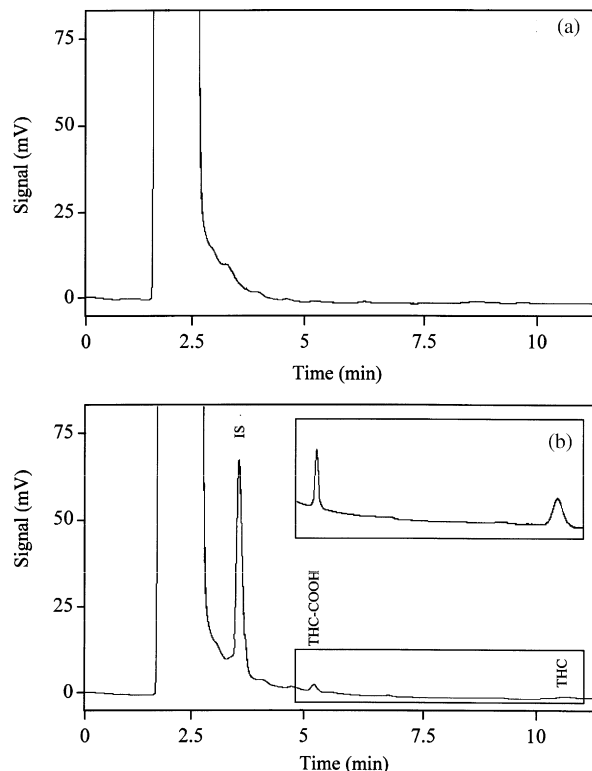 (a)
75
50
25
0
Signal (mV)
0 2.5 5 7.5 10
Time (min)
(b)
75
50
25
0
Signal (mV)
IS
THC-COOH
THC
0 2.5 5 7.5 10
Time (min)